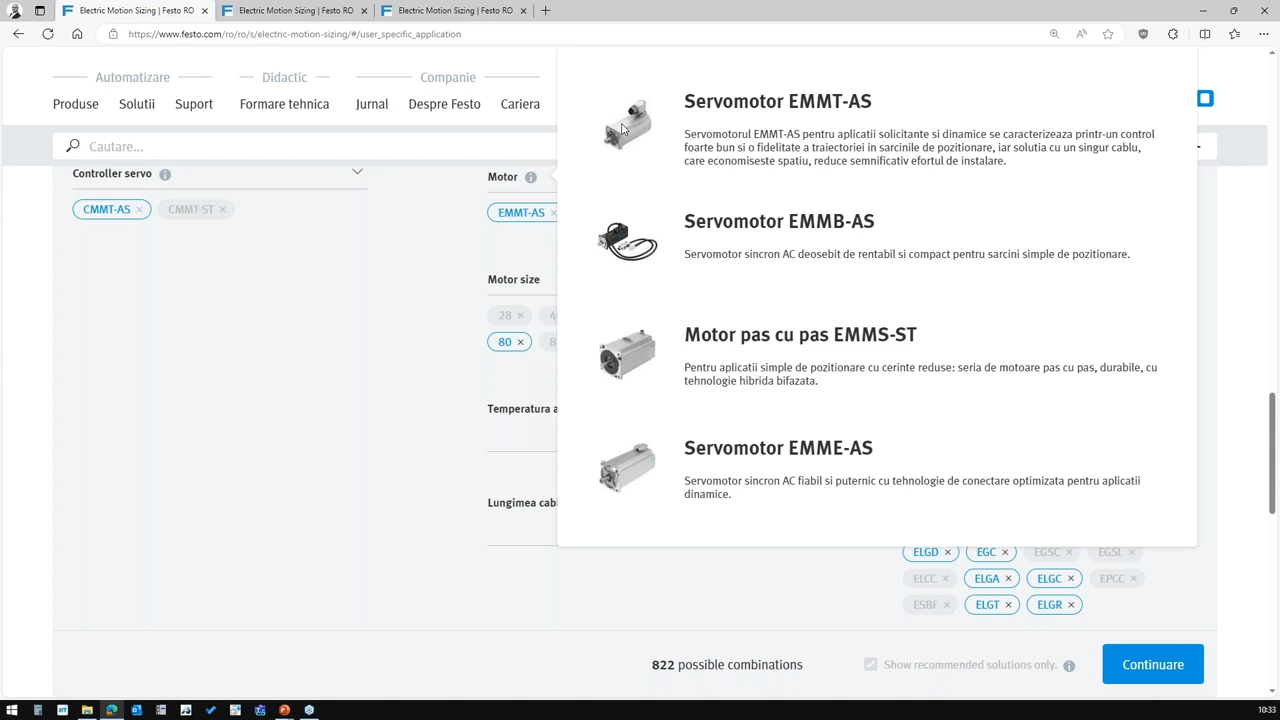 Electric Motion Sizing | Festo RO
Electric Motion Sizing | Festo RO
Electric Motion Sizing | Festo RO
https://www.festo.com/ro/ro/s/electric-motion-sizing/#/user_specific_application
Automatizare
Didactic
Companie
Produse
Solutii
Suport
Formare tehnica
Jurnal
Despre Festo
Cariera
Cautare...
Controller servo
CMMT-AS
CMMT-ST
Motor
EMMT-AS
Motor size
28
80
Lungimea
Servomotor EMMT-AS
Servomotorul EMMT-AS pentru aplicatii solicitante si dinamice se caracterizeaza printr-un control
foarte bun si o fidelitate a traiectoriei in sarcinile de pozitionare, iar solutia cu un singur cablu,
care economiseste spatiu, reduce semnificativ efortul de instalare.
Servomotor EMMB-AS
Servomotor sincron AC deosebit de rentabil si compact pentru sarcini simple de pozitionare.
Motor pas cu pas EMMS-ST
Pentru aplicatii simple de pozitionare cu cerinte reduse: seria de motoare pas cu pas, durabile, cu
tehnologie hibrida bifazata.
Servomotor EMME-AS
Servomotor sincron AC fiabil si puternic cu tehnologie de conectare optimizata pentru aplicatii
dinamice.
Temperatura
ELGD
EGC
EGSC
EGSL
ELCC
ELGA
ELGC
EPCC
ESBF
ELGT
ELGR
822 possible combinations
Show recommended solutions only.
Continuare
10:33